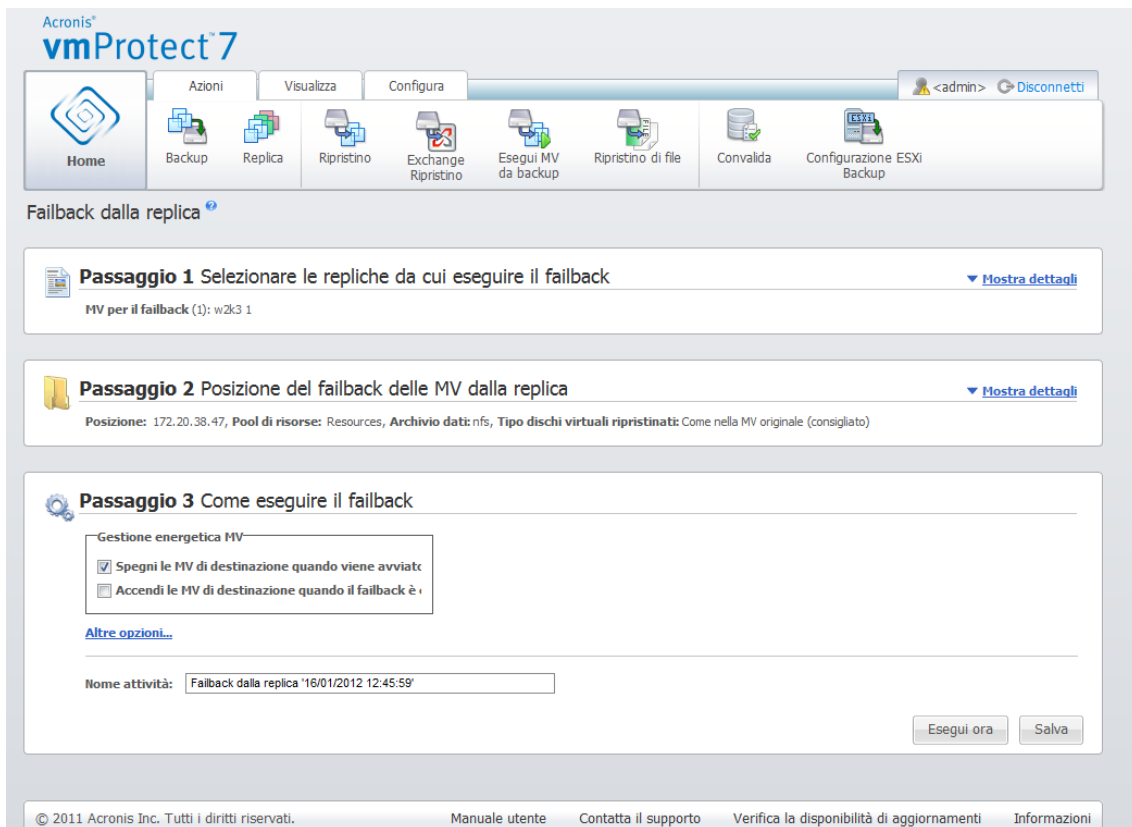 Acronis®
vmProtect™7
Azioni Visualizza Configura <admin> Disconnetti
Home
Backup
Replica
Ripristino
Exchange
Ripristino
Esegui MV
da backup
Ripristino di file
Convalida
ESXi
Configurazione ESXi
Backup
Failback dalla replica ?
Passaggio 1 Selezionare le repliche da cui eseguire il failback
Mostra dettagli
MV per il failback (1): w2k3 1
Passaggio 2 Posizione del failback delle MV dalla replica
Mostra dettagli
Posizione: 172.20.38.47, Pool di risorse: Resources, Archivio dati: nfs, Tipo dischi virtuali ripristinati: Come nella MV originale (consigliato)
Passaggio 3 Come eseguire il failback
Gestione energetica MV
Spegni le MV di destinazione quando viene avviato
Accendi le MV di destinazione quando il failback è
Altre opzioni...
Nome attività: Failback dalla replica '16/01/2012 12:45:59'
Esegui ora Salva
© 2011 Acronis Inc. Tutti i diritti riservati. Manuale utente Contatta il supporto Verifica la disponibilità di aggiornamenti Informazioni